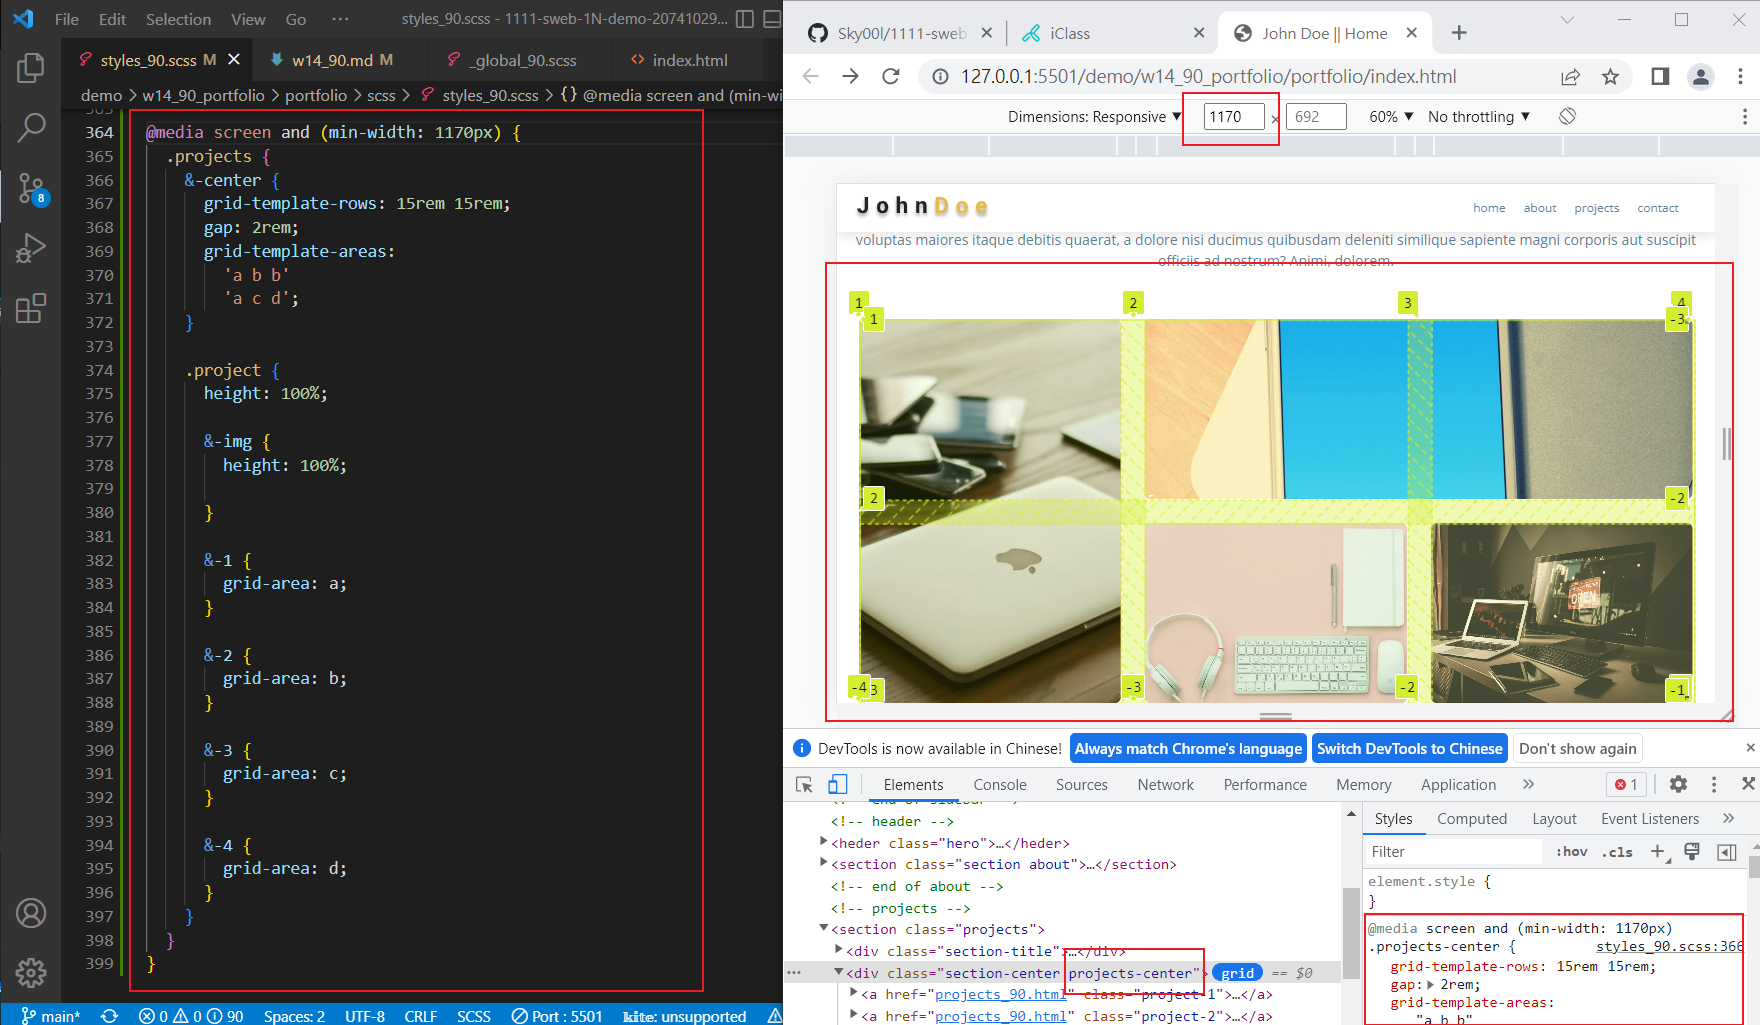 File Edit Selection View Go ··· styles_90.scss - 1111-sweb-1N-demo-20741029...
styles_90.scss M
w14_90.md M
_global_90.scss
index.html
demo > w14_90_portfolio > portfolio > scss > styles_90.scss > {} @media screen and (min-wi
364 @media screen and (min-width: 1170px) {
365 .projects {
366 &-center {
367 grid-template-rows: 15rem 15rem;
368 gap: 2rem;
369 grid-template-areas:
370 'a b b'
371 'a c d';
372 }
373
374 .project {
375 height: 100%;
376
377 &-img {
378 height: 100%;
379
380 }
381
382 &-1 {
383 grid-area: a;
384 }
385
386 &-2 {
387 grid-area: b;
388 }
389
390 &-3 {
391 grid-area: c;
392 }
393
394 &-4 {
395 grid-area: d;
396 }
397 }
398 }
399 }
8
main* 0 0 90 Spaces: 2 UTF-8 CRLF SCSS Port : 5501 kite: unsupported
Sky00l/1111-sweb-
iClass
John Doe || Home
127.0.0.1:5501/demo/w14_90_portfolio/portfolio/index.html
Dimensions: Responsive ▼ 1170 × 692 60% ▼ No throttling ▼
JohnDoe
home about projects contact
voluptas maiores itaque debitis quaerat, a dolore nisi ducimus quibusdam deleniti similique sapiente magni corporis aut suscipit
officiis ad nostrum? Animi, dolorem.
1 2 3 4
1 -3
2 -2
OPEN
-4 3 -3 -2 -1
DevTools is now available in Chinese! Always match Chrome's language Switch DevTools to Chinese Don't show again
Elements Console Sources Network Performance Memory Application » 1
<!-- end of sidebar -->
<!-- header -->
<heder class="hero">…</heder>
<section class="section about">…</section>
<!-- end of about -->
<!-- projects -->
<section class="projects">
<div class="section-title">…</div>
<div class="section-center projects-center"> grid == $0
<a href="projects_90.html" class="project-1">…</a>
<a href="projects_90.html" class="project-2">…</a>
Styles Computed Layout Event Listeners »
Filter :hov .cls +
element.style {
}
@media screen and (min-width: 1170px)
.projects-center { styles_90.scss:366
grid-template-rows: 15rem 15rem;
gap: 2rem;
grid-template-areas:
"a b b"